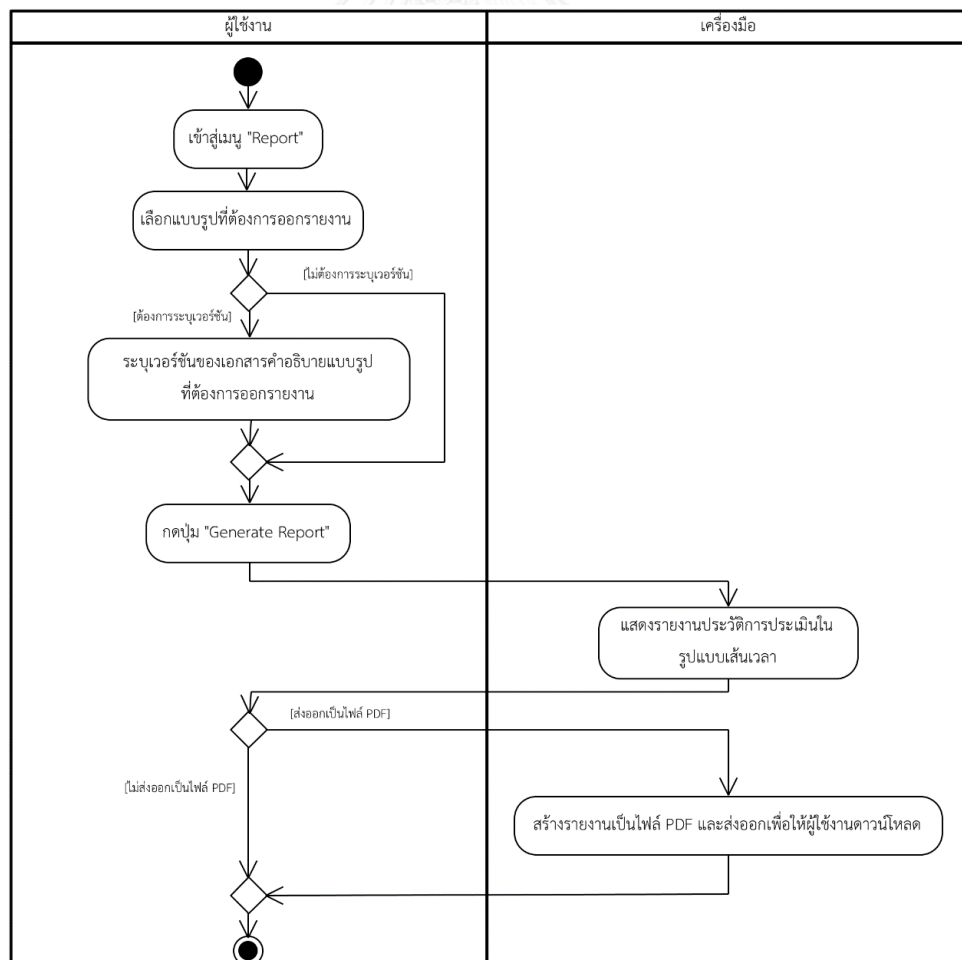 ผู้ใช้งาน
เครื่องมือ
เข้าสู่เมนู "Report"
เลือกแบบรูปที่ต้องการออกรายงาน
[ไม่ต้องการระบุเวอร์ชัน]
[ต้องการระบุเวอร์ชัน]
ระบุเวอร์ชันของเอกสารคำอธิบายแบบรูป
ที่ต้องการออกรายงาน
กดปุ่ม "Generate Report"
แสดงรายงานประวัติการประเมินใน
รูปแบบเส้นเวลา
[ส่งออกเป็นไฟล์ PDF]
[ไม่ส่งออกเป็นไฟล์ PDF]
สร้างรายงานเป็นไฟล์ PDF และส่งออกเพื่อให้ผู้ใช้งานดาวน์โหลด